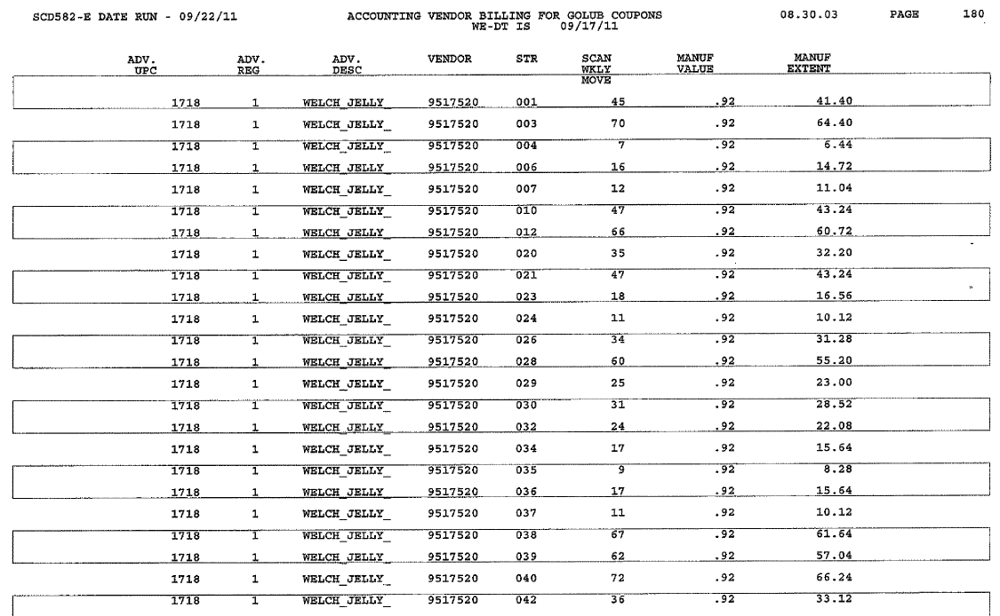 SCD582-E DATE RUN - 09/22/11 ACCOUNTING VENDOR BILLING FOR GOLUB COUPONS 08.30.03 PAGE 180
WE-DT IS 09/17/11
ADV. ADV. ADV. VENDOR STR SCAN MANUF MANUF
UPC REG DESC WKLY VALUE EXTENT
MOVE
1718 1 WELCH_JELLY_ 9517520 001 45 .92 41.40
1718 1 WELCH_JELLY_ 9517520 003 70 .92 64.40
1718 1 WELCH_JELLY_ 9517520 004 7 .92 6.44
1718 1 WELCH_JELLY_ 9517520 006 16 .92 14.72
1718 1 WELCH_JELLY_ 9517520 007 12 .92 11.04
1718 1 WELCH_JELLY_ 9517520 010 47 .92 43.24
1718 1 WELCH_JELLY_ 9517520 012 66 .92 60.72
1718 1 WELCH_JELLY_ 9517520 020 35 .92 32.20
1718 1 WELCH_JELLY_ 9517520 021 47 .92 43.24
1718 1 WELCH_JELLY_ 9517520 023 18 .92 16.56
1718 1 WELCH_JELLY_ 9517520 024 11 .92 10.12
1718 1 WELCH_JELLY_ 9517520 026 34 .92 31.28
1718 1 WELCH_JELLY_ 9517520 028 60 .92 55.20
1718 1 WELCH_JELLY_ 9517520 029 25 .92 23.00
1718 1 WELCH_JELLY_ 9517520 030 31 .92 28.52
1718 1 WELCH_JELLY_ 9517520 032 24 .92 22.08
1718 1 WELCH_JELLY_ 9517520 034 17 .92 15.64
1718 1 WELCH_JELLY_ 9517520 035 9 .92 8.28
1718 1 WELCH_JELLY_ 9517520 036 17 .92 15.64
1718 1 WELCH_JELLY_ 9517520 037 11 .92 10.12
1718 1 WELCH_JELLY_ 9517520 038 67 .92 61.64
1718 1 WELCH_JELLY_ 9517520 039 62 .92 57.04
1718 1 WELCH_JELLY_ 9517520 040 72 .92 66.24
1718 1 WELCH_JELLY_ 9517520 042 36 .92 33.12